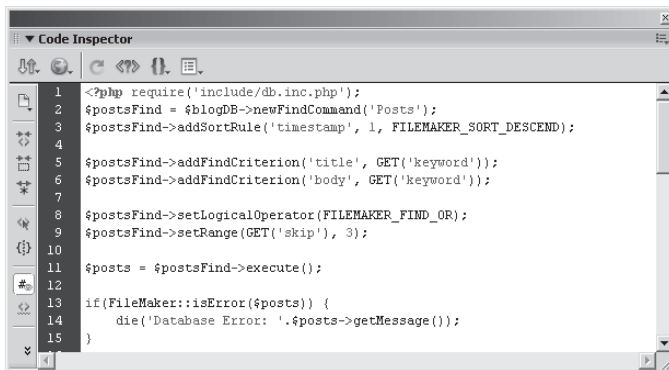 Code Inspector
1 <?php require('include/db.inc.php');
2 $postsFind = $blogDB->newFindCommand('Posts');
3 $postsFind->addSortRule('timestamp', 1, FILEMAKER_SORT_DESCEND);
4
5 $postsFind->addFindCriterion('title', GET('keyword'));
6 $postsFind->addFindCriterion('body', GET('keyword'));
7
8 $postsFind->setLogicalOperator(FILEMAKER_FIND_OR);
9 $postsFind->setRange(GET('skip'), 3);
10
11 $posts = $postsFind->execute();
12
13 if(FileMaker::isError($posts)) {
14     die('Database Error: '.$posts->getMessage());
15 }